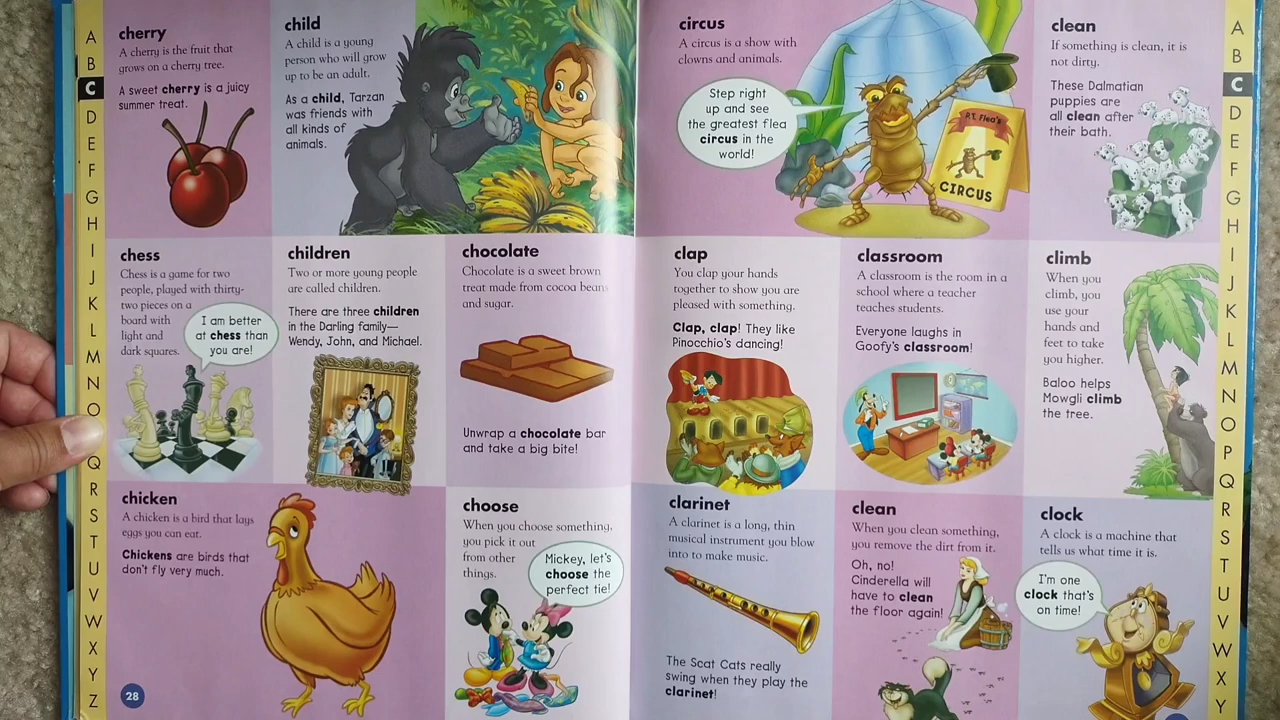 A
B
C
D
E
F
G
H
I
J
K
L
M
N
O
Q
R
S
T
U
V
W
X
Y
Z
cherry
A cherry is the fruit that
grows on a cherry tree.
A sweet cherry is a juicy
summer treat.
child
A child is a young
person who will grow
up to be an adult.
As a child, Tarzan
was friends with
all kinds of
animals.
chess
Chess is a game for two
people, played with thirty-
two pieces on a
board with
light and
dark squares.
I am better
at chess than
you are!
children
Two or more young people
are called children.
There are three children
in the Darling family—
Wendy, John, and Michael.
chocolate
Chocolate is a sweet brown
treat made from cocoa beans
and sugar.
Unwrap a chocolate bar
and take a big bite!
chicken
A chicken is a bird that lays
eggs you can eat.
Chickens are birds that
don't fly very much.
choose
When you choose something,
you pick it out
from other
things.
Mickey, let's
choose the
perfect tie!
28
circus
A circus is a show with
clowns and animals.
Step right
up and see
the greatest flea
circus in the
world!
P.T. Flea's
CIRCUS
clean
If something is clean, it is
not dirty.
These Dalmatian
puppies are
all clean after
their bath.
clap
You clap your hands
together to show you are
pleased with something.
Clap, clap! They like
Pinocchio's dancing!
classroom
A classroom is the room in a
school where a teacher
teaches students.
Everyone laughs in
Goofy's classroom!
climb
When you
climb, you
use your
hands and
feet to take
you higher.
Baloo helps
Mowgli climb
the tree.
clarinet
A clarinet is a long, thin
musical instrument you blow
into to make music.
The Scat Cats really
swing when they play the
clarinet!
clean
When you clean something,
you remove the dirt from it.
Oh, no!
Cinderella will
have to clean
the floor again!
clock
A clock is a machine that
tells us what time it is.
I'm one
clock that's
on time!
A
B
C
D
E
F
G
H
I
J
K
L
M
N
O
P
Q
R
S
T
U
V
W
X
Y